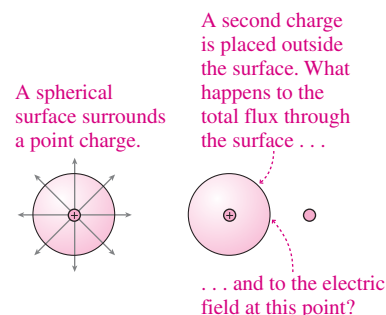 A spherical
surface surrounds
a point charge.
+
A second charge
is placed outside
the surface. What
happens to the
total flux through
the surface . . .
+
. . . and to the electric
field at this point?